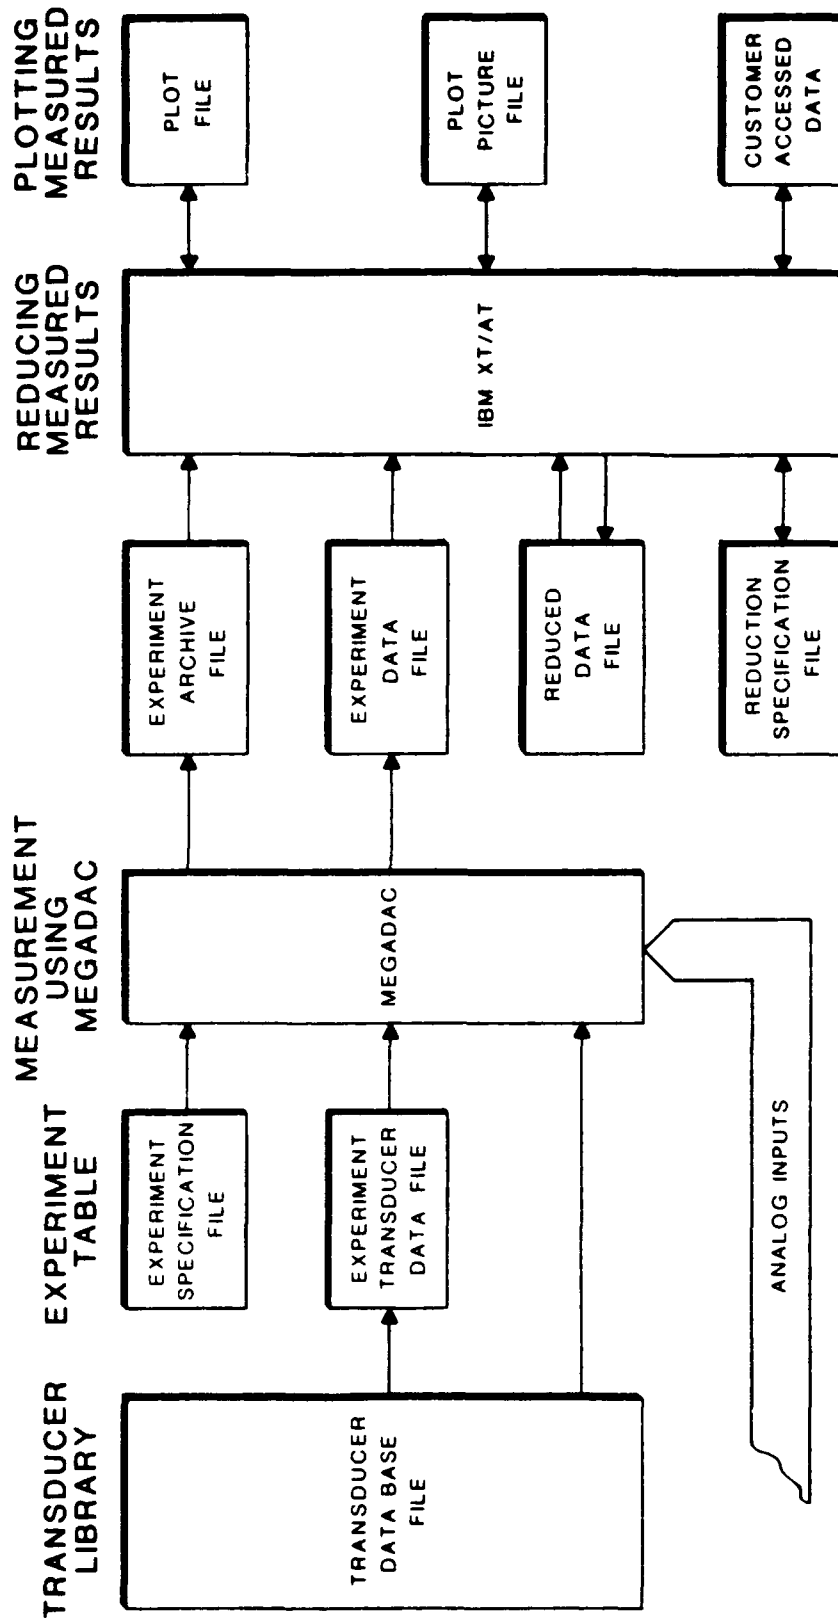 TRANSDUCER
LIBRARY
EXPERIMENT
TABLE
MEASUREMENT
USING
MEGADAC
REDUCING
MEASURED
RESULTS
PLOTTING
MEASURED
RESULTS
TRANSDUCER
DATA BASE
FILE
EXPERIMENT
SPECIFICATION
FILE
EXPERIMENT
TRANSDUCER
DATA FILE
MEGADAC
ANALOG INPUTS
EXPERIMENT
ARCHIVE
FILE
EXPERIMENT
DATA
FILE
REDUCED
DATA
FILE
REDUCTION
SPECIFICATION
FILE
IBM XT/AT
PLOT
FILE
PLOT
PICTURE
FILE
CUSTOMER
ACCESSED
DATA